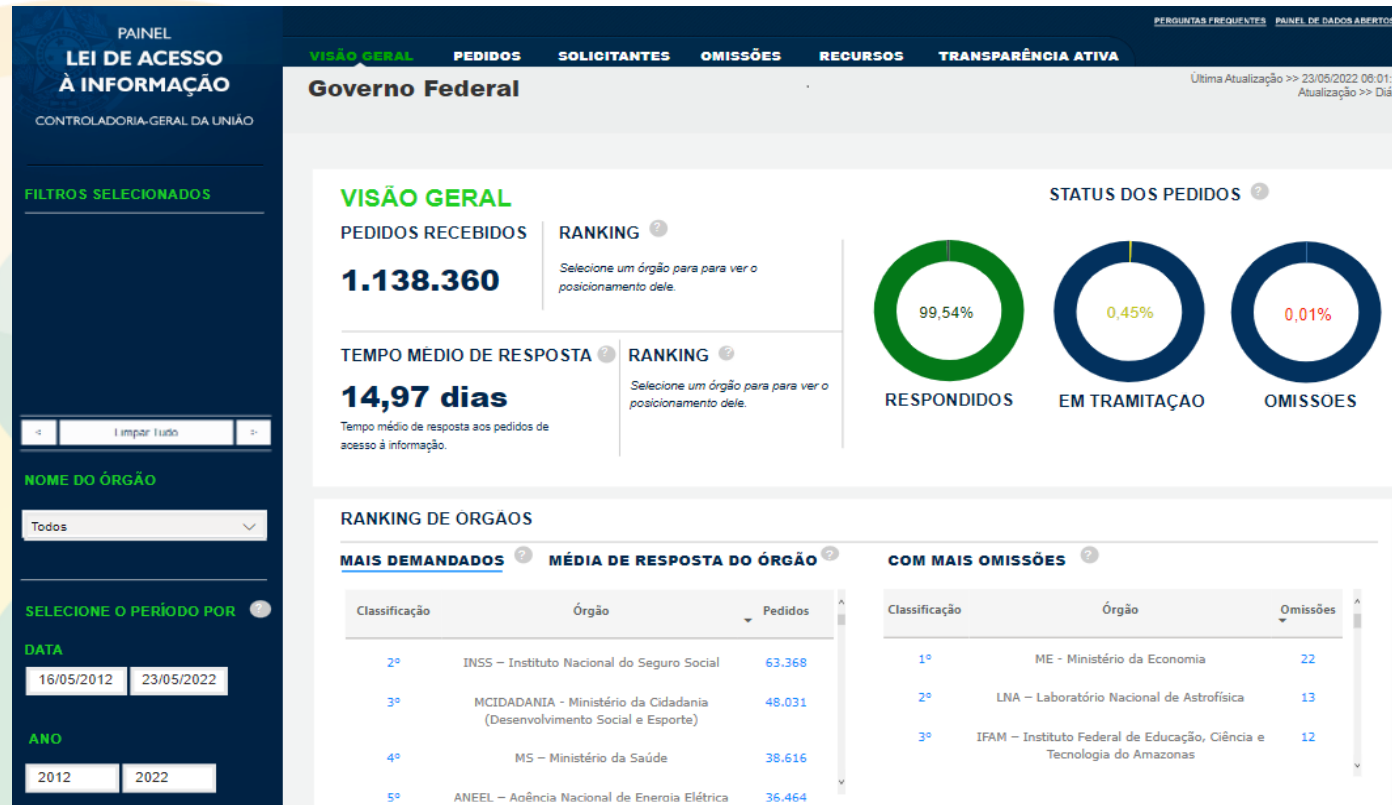 PAINEL
LEI DE ACESSO
À INFORMAÇÃO
CONTROLADORIA-GERAL DA UNIÃO
FILTROS SELECIONADOS
Limpar Tudo
NOME DO ÓRGÃO
Todos
SELECIONE O PERÍODO POR ?
DATA
16/05/2012 23/05/2022
ANO
2012 2022
PERGUNTAS FREQUENTES PAINEL DE DADOS ABERTOS
VISÃO GERAL PEDIDOS SOLICITANTES OMISSÕES RECURSOS TRANSPARÊNCIA ATIVA
Governo Federal
Última Atualização >> 23/05/2022 06:01:
Atualização >> Diá
VISÃO GERAL
PEDIDOS RECEBIDOS
1.138.360
RANKING ?
Selecione um órgão para para ver o
posicionamento dele.
TEMPO MÉDIO DE RESPOSTA ?
14,97 dias
Tempo médio de resposta aos pedidos de
acesso á informação.
RANKING ?
Selecione um órgão para para ver o
posicionamento dele.
STATUS DOS PEDIDOS ?
99,54% 0,45% 0,01%
RESPONDIDOS EM TRAMITAÇAO OMISSOES
RANKING DE ORGAOS
MAIS DEMANDADOS ? MÉDIA DE RESPOSTA DO ÓRGÃO ?
Classificação Órgão Pedidos
2º INSS – Instituto Nacional do Seguro Social 63.368
3º MCIDADANIA - Ministério da Cidadania 48.031
(Desenvolvimento Social e Esporte)
4º MS – Ministério da Saúde 38.616
5º ANEEL – Agência Nacional de Energia Elétrica 36.464
COM MAIS OMISSÕES ?
Classificação Órgão Omissões
1º ME - Ministério da Economia 22
2º LNA – Laboratório Nacional de Astrofísica 13
3º IFAM – Instituto Federal de Educação, Ciência e 12
Tecnologia do Amazonas